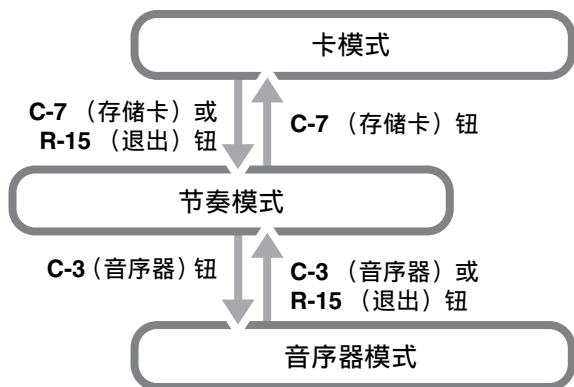 卡模式
C-7 （存储卡）或
R-15 （退出）钮
C-7 （存储卡）钮
节奏模式
C-3（音序器）钮
C-3 （音序器）或
R-15 （退出）钮
音序器模式